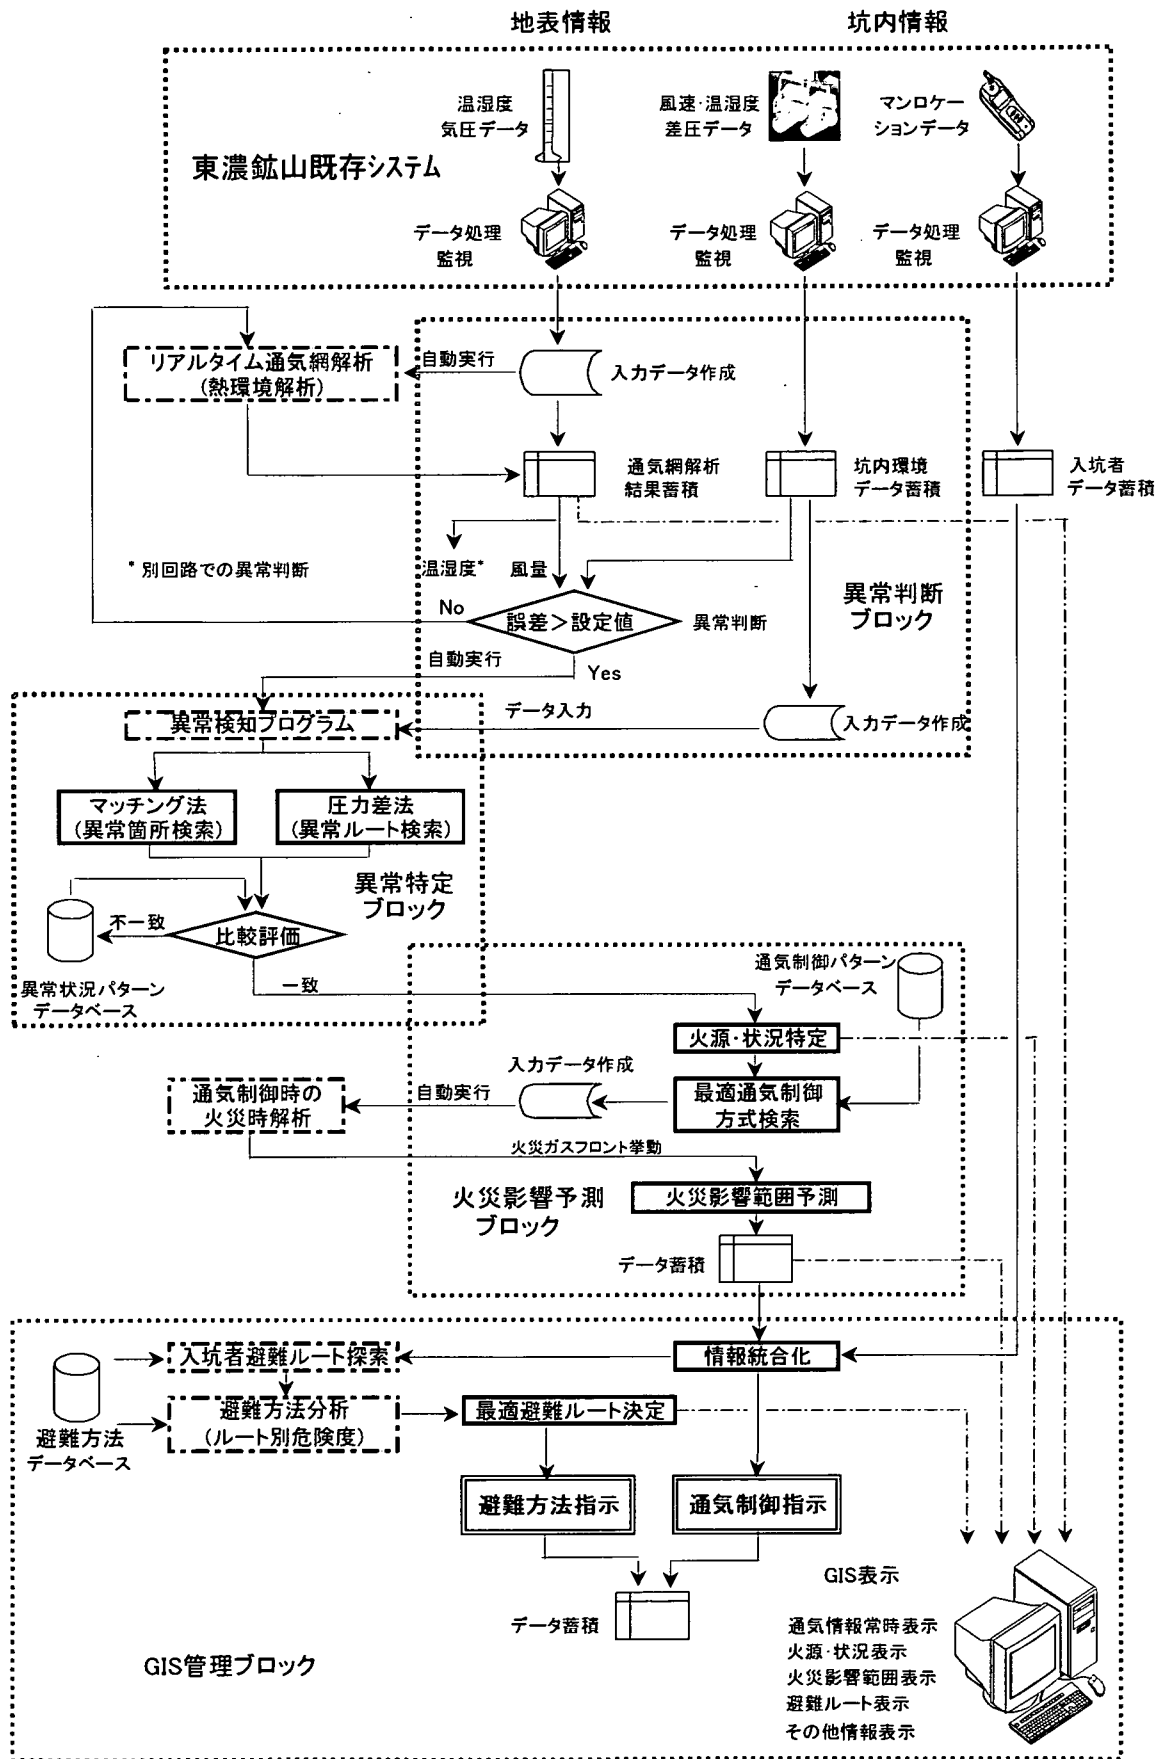 地表情報
坑内情報
温湿度
気圧データ
風速・温湿度
差圧データ
マンロケー
ションデータ
東濃鉱山既存システム
データ処理
監視
データ処理
監視
データ処理
監視
リアルタイム通気網解析
(熱環境解析)
自動実行
入力データ作成
通気網解析
結果蓄積
坑内環境
データ蓄積
入坑者
データ蓄積
* 別回路での異常判断
温湿度*
風量
異常判断
ブロック
No
誤差>設定値
異常判断
自動実行
Yes
異常検知プログラム
データ入力
入力データ作成
マッチング法
(異常箇所検索)
圧力差法
(異常ルート検索)
異常特定
ブロック
不一致
比較評価
異常状況パターン
データベース
一致
通気制御パターン
データベース
火源・状況特定
入力データ作成
通気制御時の
火災時解析
自動実行
最適通気制御
方式検索
火災ガスフロント挙動
火災影響予測
ブロック
火災影響範囲予測
データ蓄積
入坑者避難ルート探索
情報統合化
避難方法分析
(ルート別危険度)
最適避難ルート決定
避難方法
データベース
避難方法指示
通気制御指示
データ蓄積
GIS管理ブロック
GIS表示
通気情報常時表示
火源・状況表示
火災影響範囲表示
避難ルート表示
その他情報表示